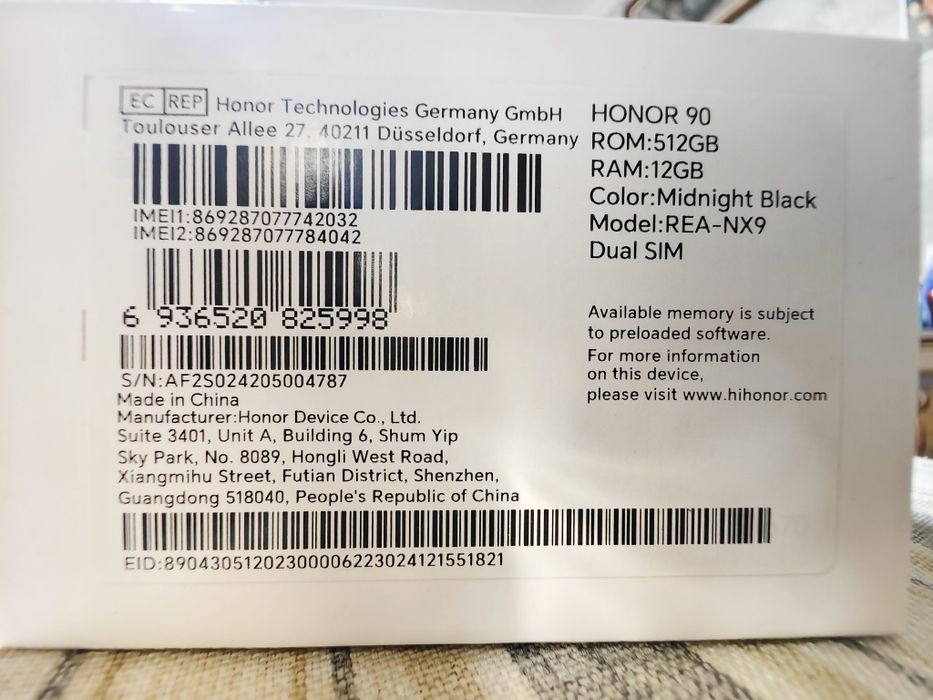 EC REP Honor Technologies Germany GmbH
Toulouser Allee 27, 40211 Düsseldorf, Germany
IMEI1:869287077742032
IMEI2:869287077784042
6 936520 825998
S/N:AF2S024205004787
Made in China
Manufacturer:Honor Device Co., Ltd.
Suite 3401, Unit A, Building 6, Shum Yip
Sky Park, No. 8089, Hongli West Road,
Xiangmihu Street, Futian District, Shenzhen,
Guangdong 518040, People's Republic of China
EID:89043051202300006223024121551821
HONOR 90
ROM:512GB
RAM:12GB
Color:Midnight Black
Model:REA-NX9
Dual SIM
Available memory is subject
to preloaded software.
For more information
on this device,
please visit www.hihonor.com